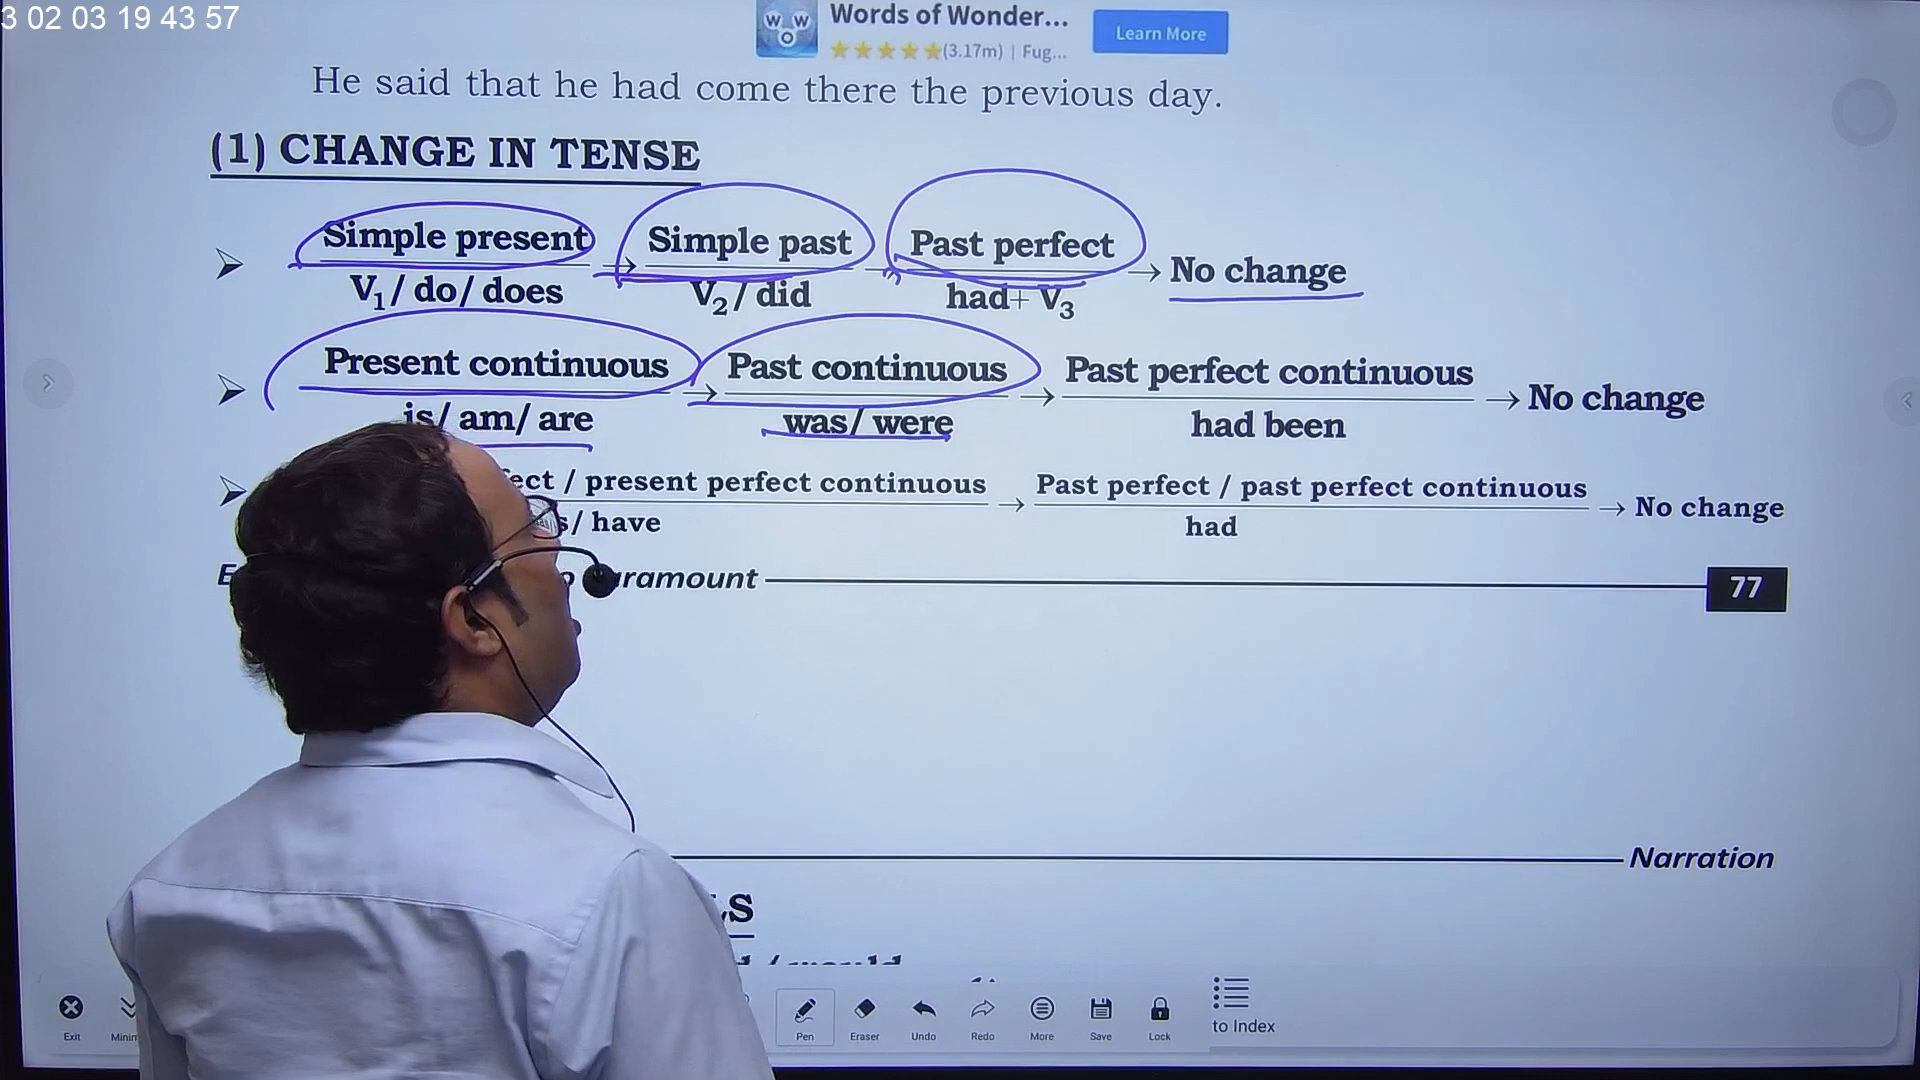 3 02 03 19 43 57
Words of Wonder...
(3.17m) | Fug...
Learn More
He said that he had come there the previous day.
(1) CHANGE IN TENSE
Simple present → Simple past → Past perfect → No change
V1/ do/ does V2/ did had+ V3
Present continuous → Past continuous → Past perfect continuous → No change
is/ am/ are was/ were had been
/ present perfect continuous → Past perfect / past perfect continuous → No change
/ have had
77
Narration
Exit
Pen
Eraser
Undo
Redo
More
Save
Lock
to Index